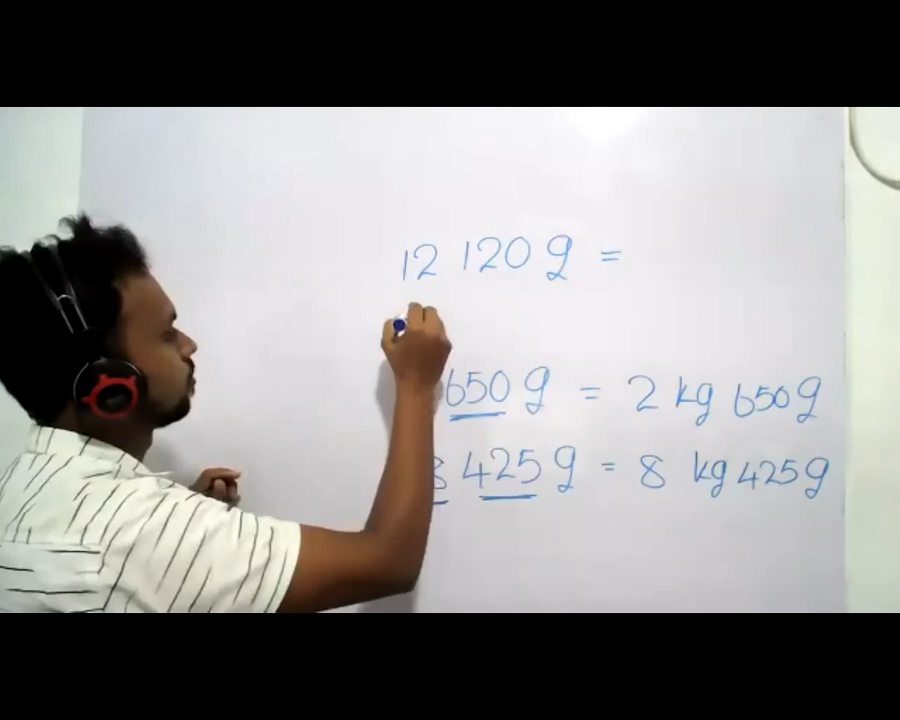 12 120 g =
650 g = 2 kg 650 g
8 425 g = 8 kg 425 g